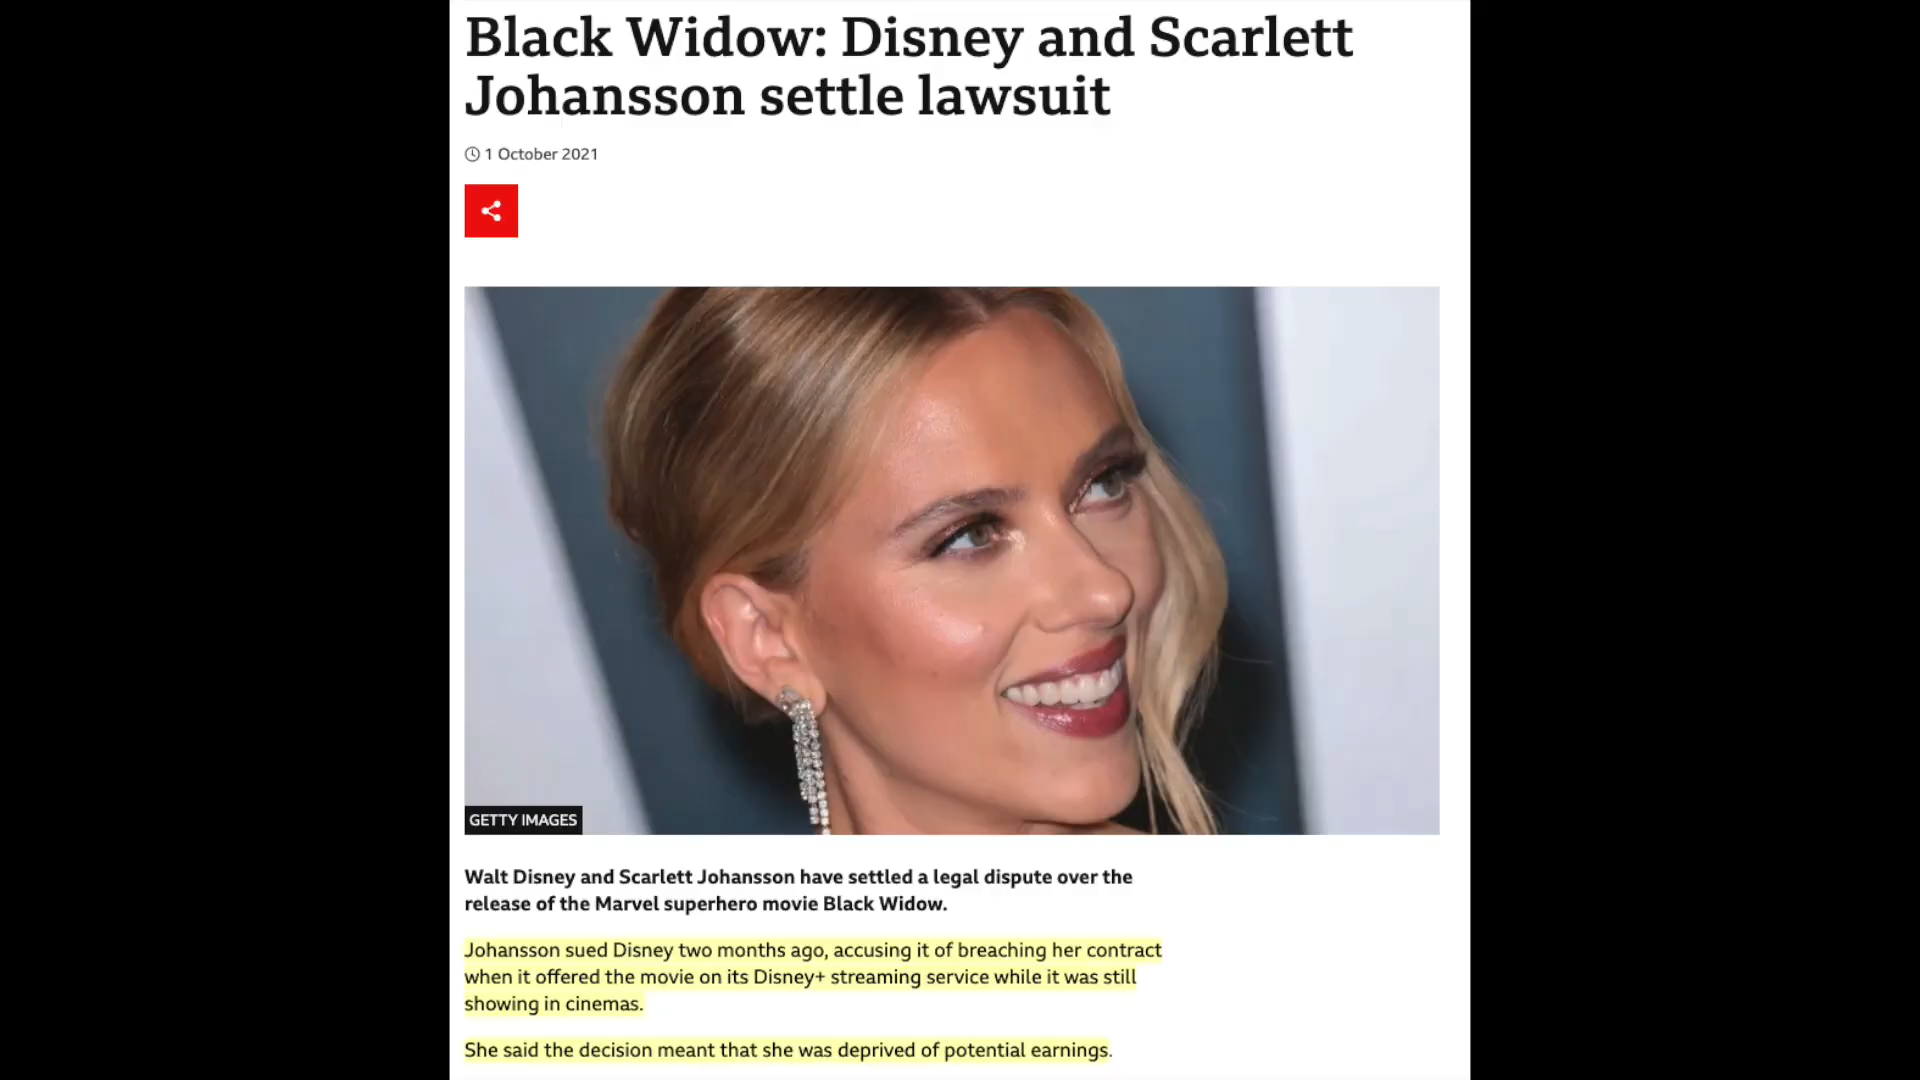 Black Widow: Disney and Scarlett
Johansson settle lawsuit
1 October 2021
GETTY IMAGES
Walt Disney and Scarlett Johansson have settled a legal dispute over the
release of the Marvel superhero movie Black Widow.
Johansson sued Disney two months ago, accusing it of breaching her contract
when it offered the movie on its Disney+ streaming service while it was still
showing in cinemas.
She said the decision meant that she was deprived of potential earnings.